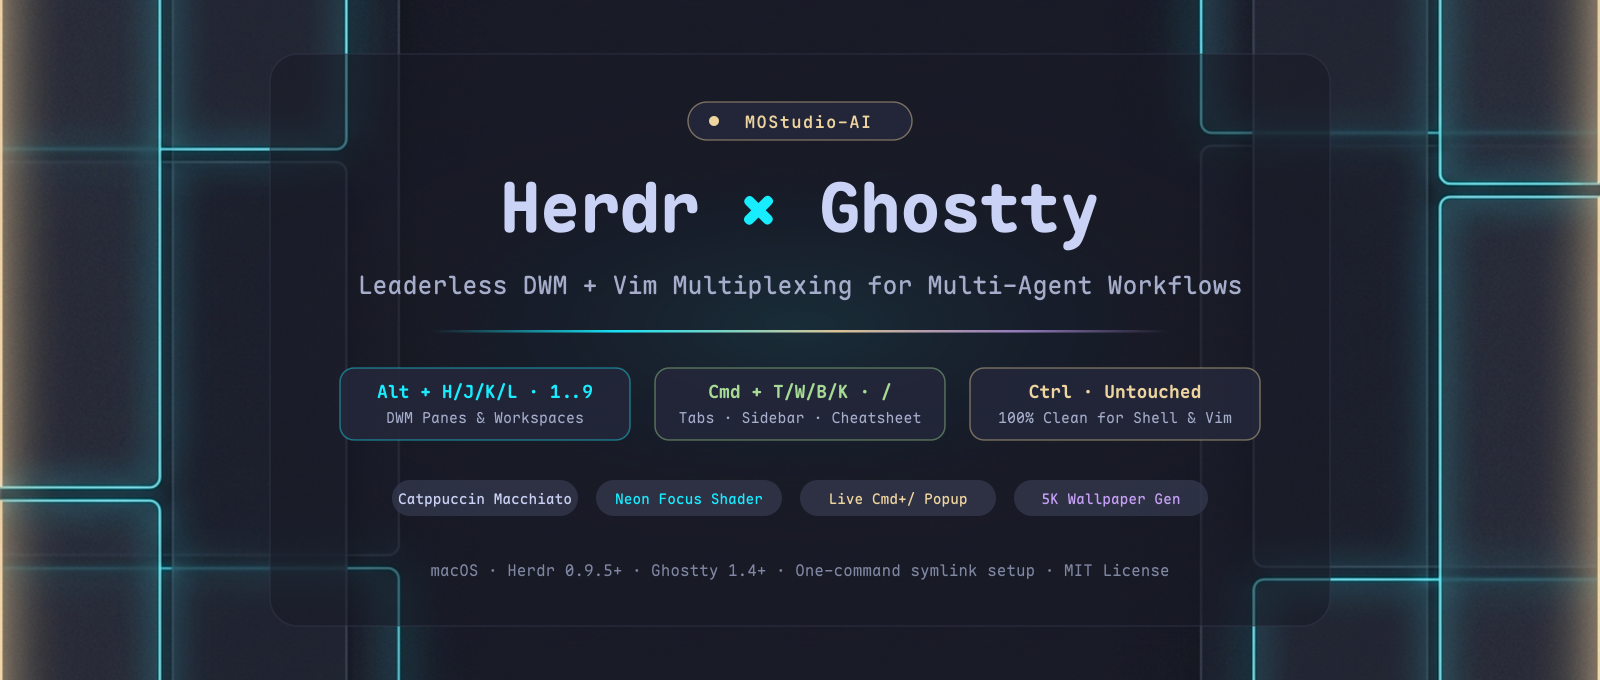 MOStudio-AI
Herdr × Ghostty
Leaderless DWM + Vim Multiplexing for Multi-Agent Workflows
Alt + H/J/K/L · 1..9
DWM Panes & Workspaces
Cmd + T/W/B/K · /
Tabs · Sidebar · Cheatsheet
Ctrl · Untouched
100% Clean for Shell & Vim
Catppuccin Macchiato
Neon Focus Shader
Live Cmd+/ Popup
5K Wallpaper Gen
macOS · Herdr 0.9.5+ · Ghostty 1.4+ · One-command symlink setup · MIT License